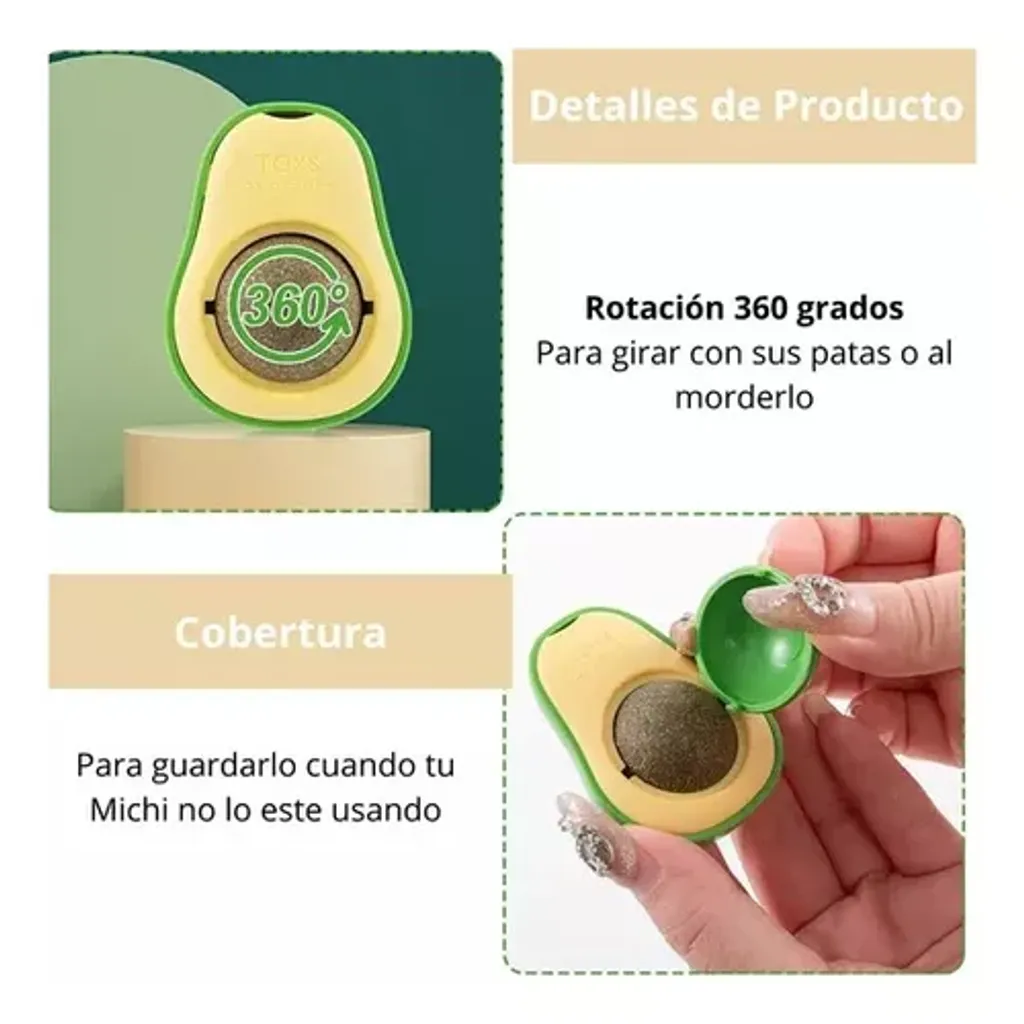 Detalles de Producto
TOYS
360°
Rotación 360 grados
Para girar con sus patas o al
morderlo
Cobertura
Para guardarlo cuando tu
Michi no lo este usando